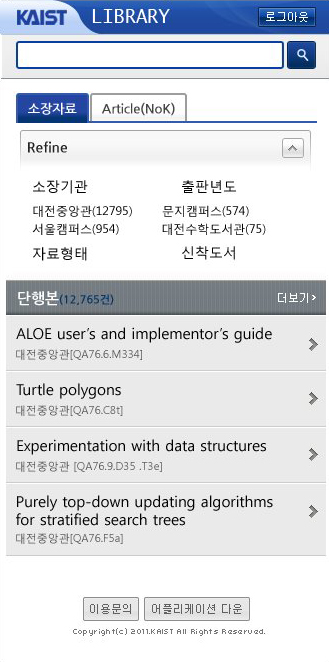 KAIST LIBRARY 로그아웃
소장자료 Article(NoK)
Refine
소장기관 출판년도
대전중앙관(12795) 문지캠퍼스(574)
서울캠퍼스(954) 대전수학도서관(75)
자료형태 신착도서
단행본(12,765건) 더보기>
ALOE user's and implementor's guide
대전중앙관[QA76.6.M334]
Turtle polygons
대전중앙관[QA76.C8t]
Experimentation with data structures
대전중앙관 [QA76.9.D35 .T3e]
Purely top-down updating algorithms
for stratified search trees
대전중앙관[QA76.F5a]
이용문의 어플리케이션 다운
Copyright(c) 2011.KAIST All Rights Reserved.